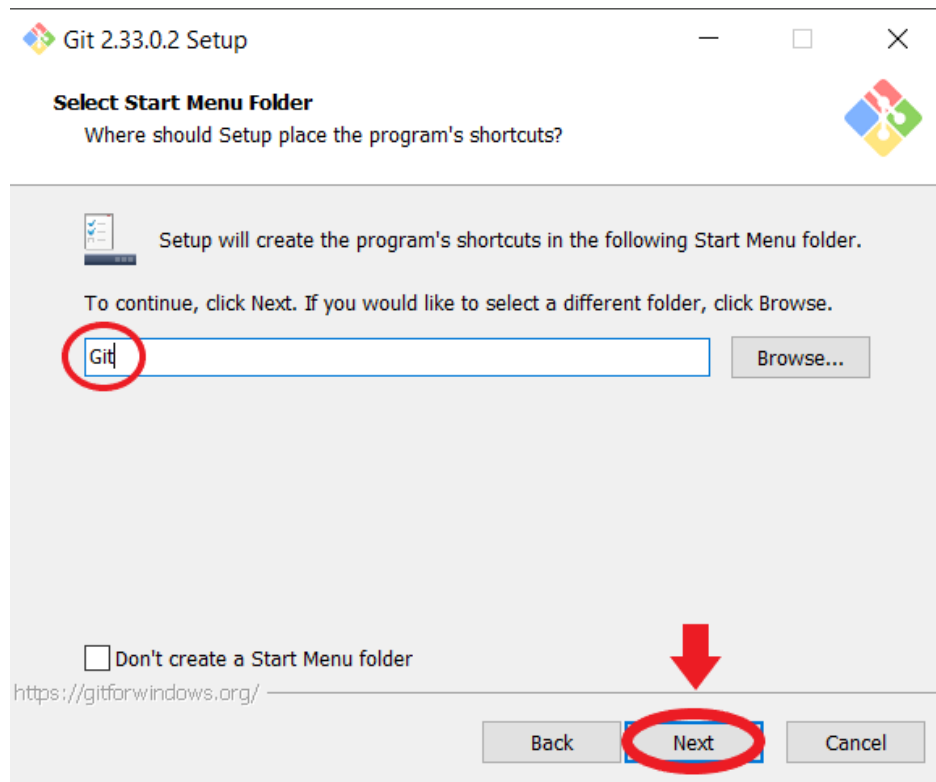 Git 2.33.0.2 Setup
Select Start Menu Folder
Where should Setup place the program's shortcuts?
Setup will create the program's shortcuts in the following Start Menu folder.
To continue, click Next. If you would like to select a different folder, click Browse.
Git
Browse...
Don't create a Start Menu folder
https://gitforwindows.org/
Back
Next
Cancel